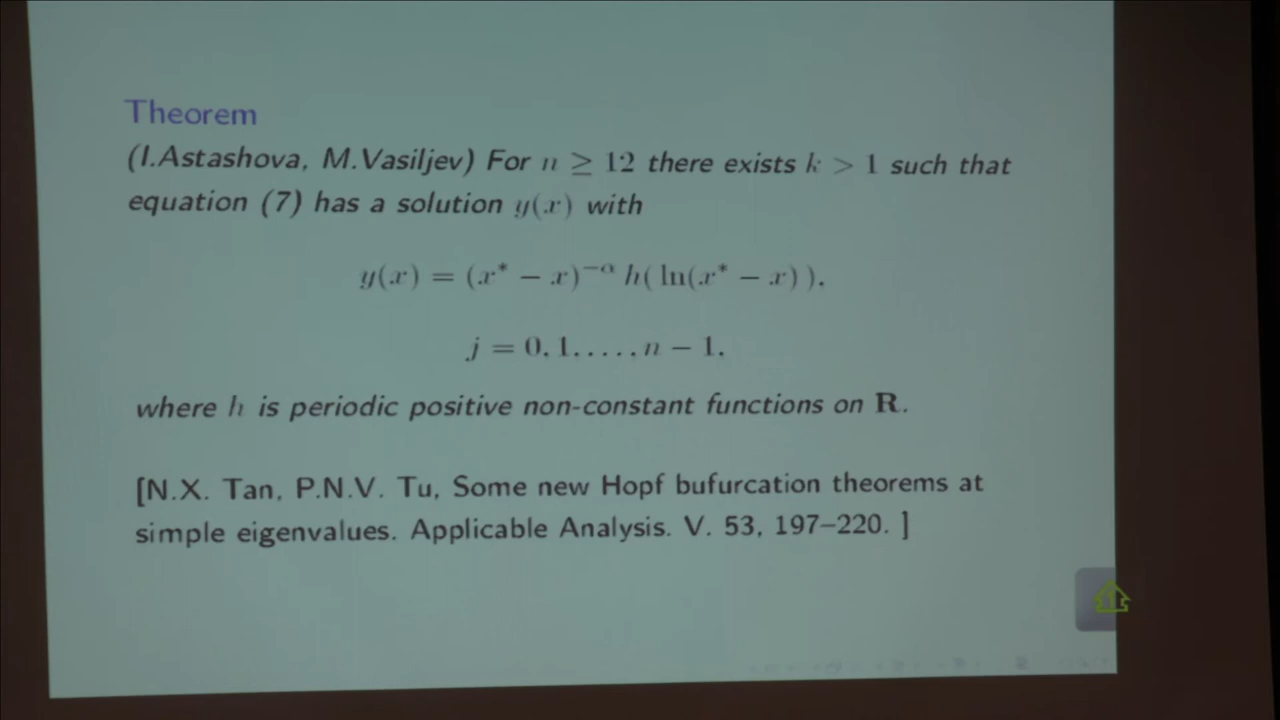 Theorem
(I.Astashova, M.Vasiljev) For n ≥ 12 there exists k > 1 such that
equation (7) has a solution y(x) with
y(x) = (x* − x)^{−α} h( ln(x* − x) ).
j = 0, 1, . . . , n − 1,
where h is periodic positive non-constant functions on R.
[N.X. Tan, P.N.V. Tu, Some new Hopf bufurcation theorems at
simple eigenvalues. Applicable Analysis. V. 53, 197–220. ]